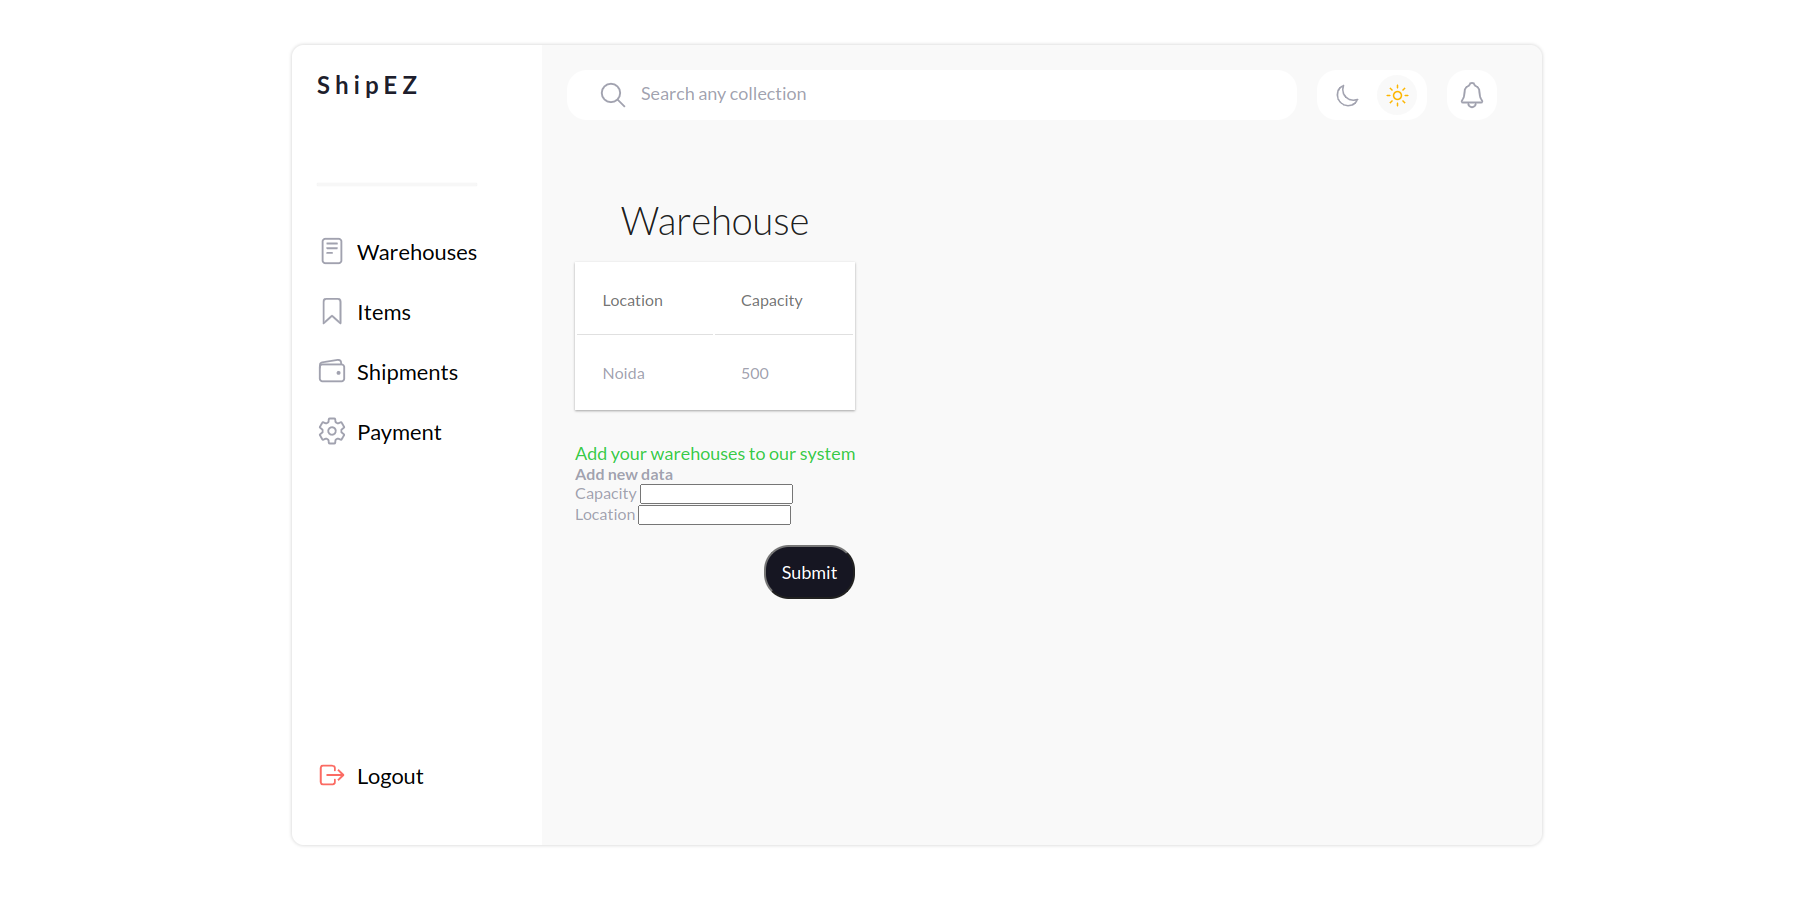 ShipEZ
Search any collection
Warehouses
Items
Shipments
Payment
Logout
Warehouse
Location Capacity
Noida 500
Add your warehouses to our system
Add new data
Capacity
Location
Submit